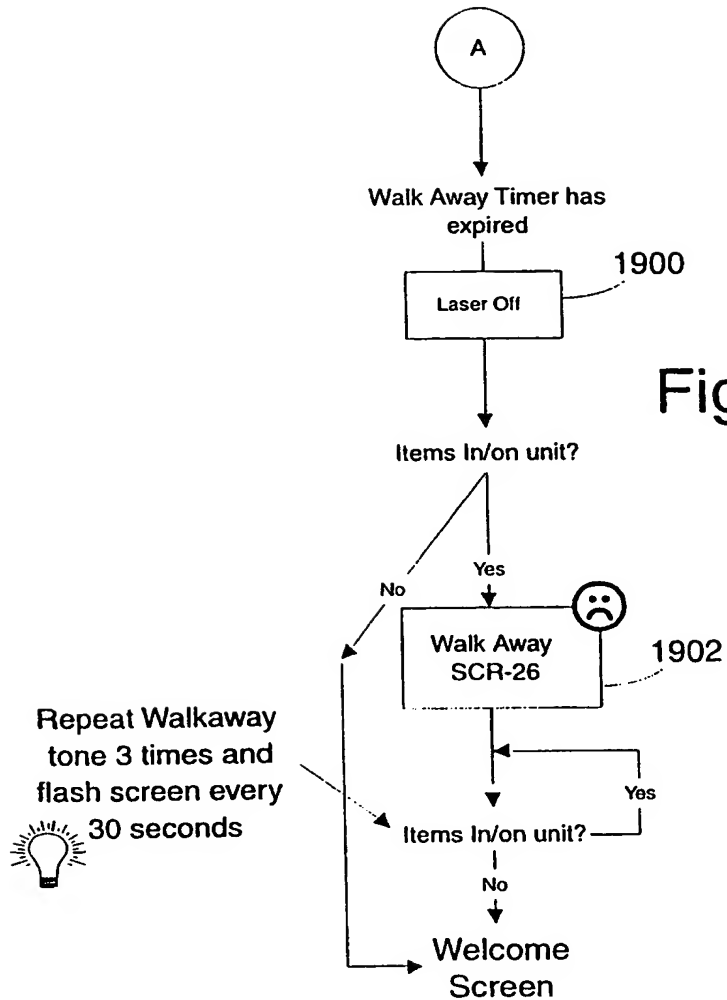 A
Walk Away Timer has
expired
1900
Laser Off
Fig
Items In/on unit?
No
Yes
Walk Away
SCR-26
1902
Repeat Walkaway
tone 3 times and
flash screen every
30 seconds
Yes
Items In/on unit?
No
Welcome
Screen